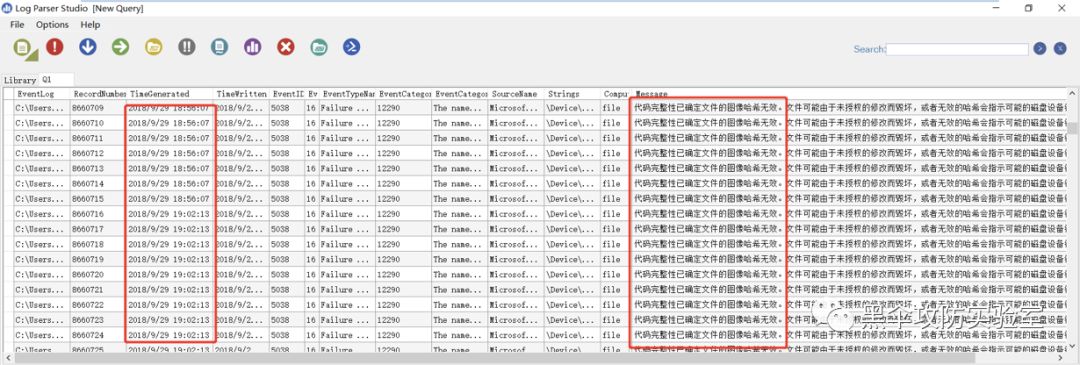 Log Parser Studio [New Query]
File Options Help
Search:
Library Q1
EventLog RecordNumber TimeGenerated TimeWritten EventID Ev EventTypeNam EventCategor EventCategor SourceName Strings Compu Message
C:\Users... 8660709 2018/9/29 18:56:07 2018/9/2... 5038 16 Failure ... 12290 The name... Microsof... \Device\... file 代码完整性已确定文件的图像哈希无效。文件可能由于未授权的修改而毁坏，或者无效的哈希会指示可能的磁盘设备
C:\Users... 8660710 2018/9/29 18:56:07 2018/9/2... 5038 16 Failure ... 12290 The name... Microsof... \Device\... file 代码完整性已确定文件的图像哈希无效。文件可能由于未授权的修改而毁坏，或者无效的哈希会指示可能的磁盘设备
C:\Users... 8660711 2018/9/29 18:56:07 2018/9/2... 5038 16 Failure ... 12290 The name... Microsof... \Device\... file 代码完整性已确定文件的图像哈希无效。文件可能由于未授权的修改而毁坏，或者无效的哈希会指示可能的磁盘设备
C:\Users... 8660712 2018/9/29 18:56:07 2018/9/2... 5038 16 Failure ... 12290 The name... Microsof... \Device\... file 代码完整性已确定文件的图像哈希无效。文件可能由于未授权的修改而毁坏，或者无效的哈希会指示可能的磁盘设备
C:\Users... 8660713 2018/9/29 18:56:07 2018/9/2... 5038 16 Failure ... 12290 The name... Microsof... \Device\... file 代码完整性已确定文件的图像哈希无效。文件可能由于未授权的修改而毁坏，或者无效的哈希会指示可能的磁盘设备
C:\Users... 8660714 2018/9/29 18:56:07 2018/9/2... 5038 16 Failure ... 12290 The name... Microsof... \Device\... file 代码完整性已确定文件的图像哈希无效。文件可能由于未授权的修改而毁坏，或者无效的哈希会指示可能的磁盘设备
C:\Users... 8660715 2018/9/29 18:56:07 2018/9/2... 5038 16 Failure ... 12290 The name... Microsof... \Device\... file 代码完整性已确定文件的图像哈希无效。文件可能由于未授权的修改而毁坏，或者无效的哈希会指示可能的磁盘设备
C:\Users... 8660716 2018/9/29 19:02:13 2018/9/2... 5038 16 Failure ... 12290 The name... Microsof... \Device\... file 代码完整性已确定文件的图像哈希无效。文件可能由于未授权的修改而毁坏，或者无效的哈希会指示可能的磁盘设备
C:\Users... 8660717 2018/9/29 19:02:13 2018/9/2... 5038 16 Failure ... 12290 The name... Microsof... \Device\... file 代码完整性已确定文件的图像哈希无效。文件可能由于未授权的修改而毁坏，或者无效的哈希会指示可能的磁盘设备
C:\Users... 8660718 2018/9/29 19:02:13 2018/9/2... 5038 16 Failure ... 12290 The name... Microsof... \Device\... file 代码完整性已确定文件的图像哈希无效。文件可能由于未授权的修改而毁坏，或者无效的哈希会指示可能的磁盘设备
C:\Users... 8660719 2018/9/29 19:02:13 2018/9/2... 5038 16 Failure ... 12290 The name... Microsof... \Device\... file 代码完整性已确定文件的图像哈希无效。文件可能由于未授权的修改而毁坏，或者无效的哈希会指示可能的磁盘设备
C:\Users... 8660720 2018/9/29 19:02:13 2018/9/2... 5038 16 Failure ... 12290 The name... Microsof... \Device\... file 代码完整性已确定文件的图像哈希无效。文件可能由于未授权的修改而毁坏，或者无效的哈希会指示可能的磁盘设备
C:\Users... 8660721 2018/9/29 19:02:13 2018/9/2... 5038 16 Failure ... 12290 The name... Microsof... \Device\... file 代码完整性已确定文件的图像哈希无效。文件可能由于未授权的修改而毁坏，或者无效的哈希会指示可能的磁盘设备
C:\Users... 8660722 2018/9/29 19:02:13 2018/9/2... 5038 16 Failure ... 12290 The name... Microsof... \Device\... file 代码完整性已确定文件的图像哈希无效。文件可能由于未授权的修改而毁坏，或者无效的哈希会指示可能的磁盘设备
C:\Users... 8660723 2018/9/29 19:02:13 2018/9/2... 5038 16 Failure ... 12290 The name... Microsof... \Device\... file 代码完整性已确定文件的图像哈希无效。
C:\Users... 8660724 2018/9/29 19:02:13 2018/9/2... 5038 16 Failure ... 12290 The name... Microsof... \Device\... file 代码完整性已确定文件的图像哈希无效。
黑伞攻防实验室